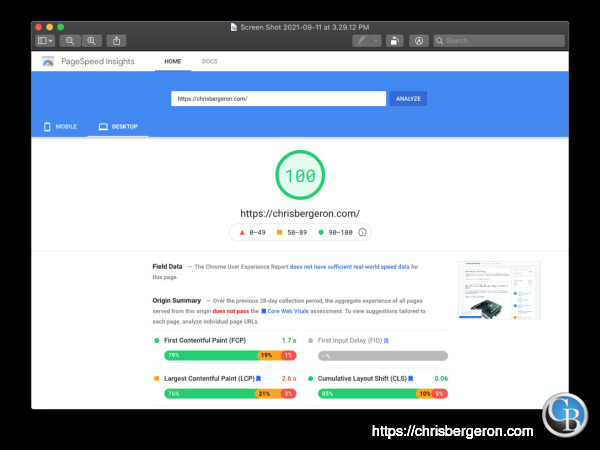 Screen Shot 2021-09-11 at 3.29.12 PM
Search
PageSpeed Insights
HOME
DOCS
https://chrisbergeron.com/
ANALYZE
MOBILE
DESKTOP
100
https://chrisbergeron.com/
0–49
50–89
90–100
Field Data — The Chrome User Experience Report does not have sufficient real-world speed data for
this page.
Origin Summary — Over the previous 28-day collection period, the aggregate experience of all pages
served from this origin does not pass the Core Web Vitals assessment. To view suggestions tailored to
each page, analyze individual page URLs.
First Contentful Paint (FCP) 1.7 s
79% 19% 1%
First Input Delay (FID)
Largest Contentful Paint (LCP) 2.6 s
76% 21% 3%
Cumulative Layout Shift (CLS) 0.06
85% 10% 5%
https://chrisbergeron.com
CB